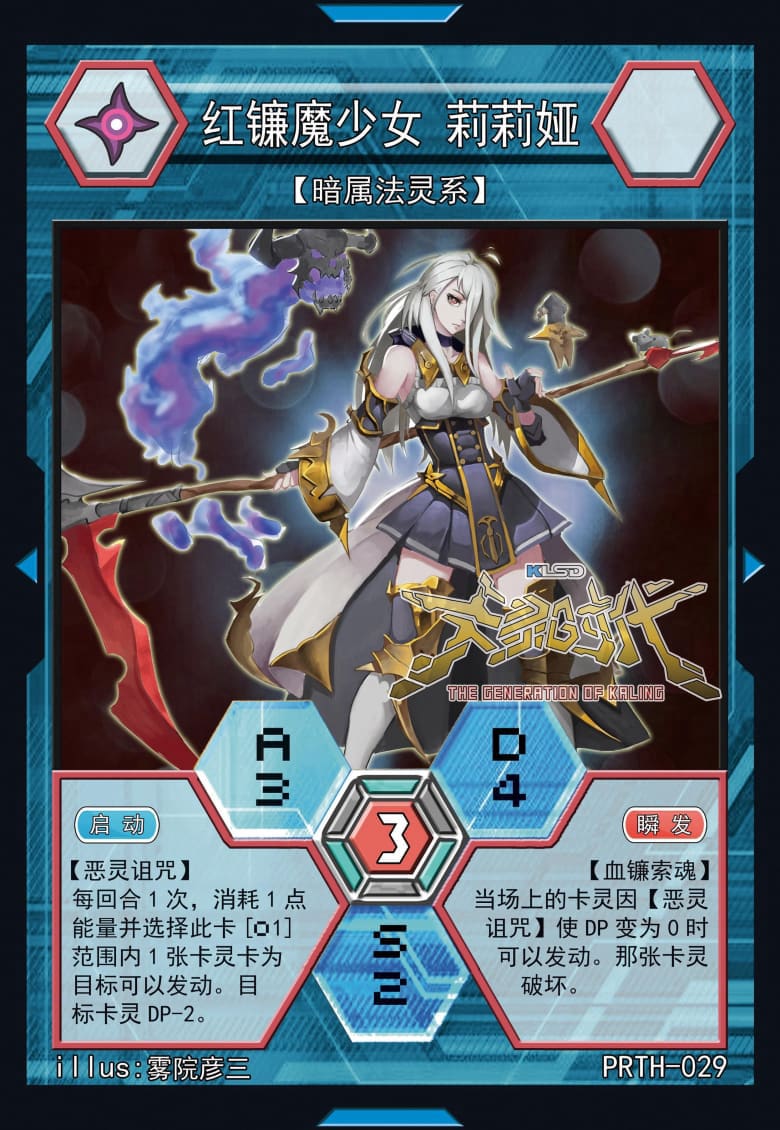 红镰魔少女 莉莉娅
【暗属法灵系】
KLSD
卡灵时代
THE GENERATION OF KALING
A
3
D
4
3
S
2
启动
【恶灵诅咒】
每回合1次，消耗1点
能量并选择此卡[O1]
范围内1张卡灵卡为
目标可以发动。目
标卡灵DP-2。
瞬发
【血镰索魂】
当场上的卡灵因【恶灵
诅咒】使DP变为0时
可以发动。那张卡灵
破坏。
illus:雾院彦三
PRTH-029